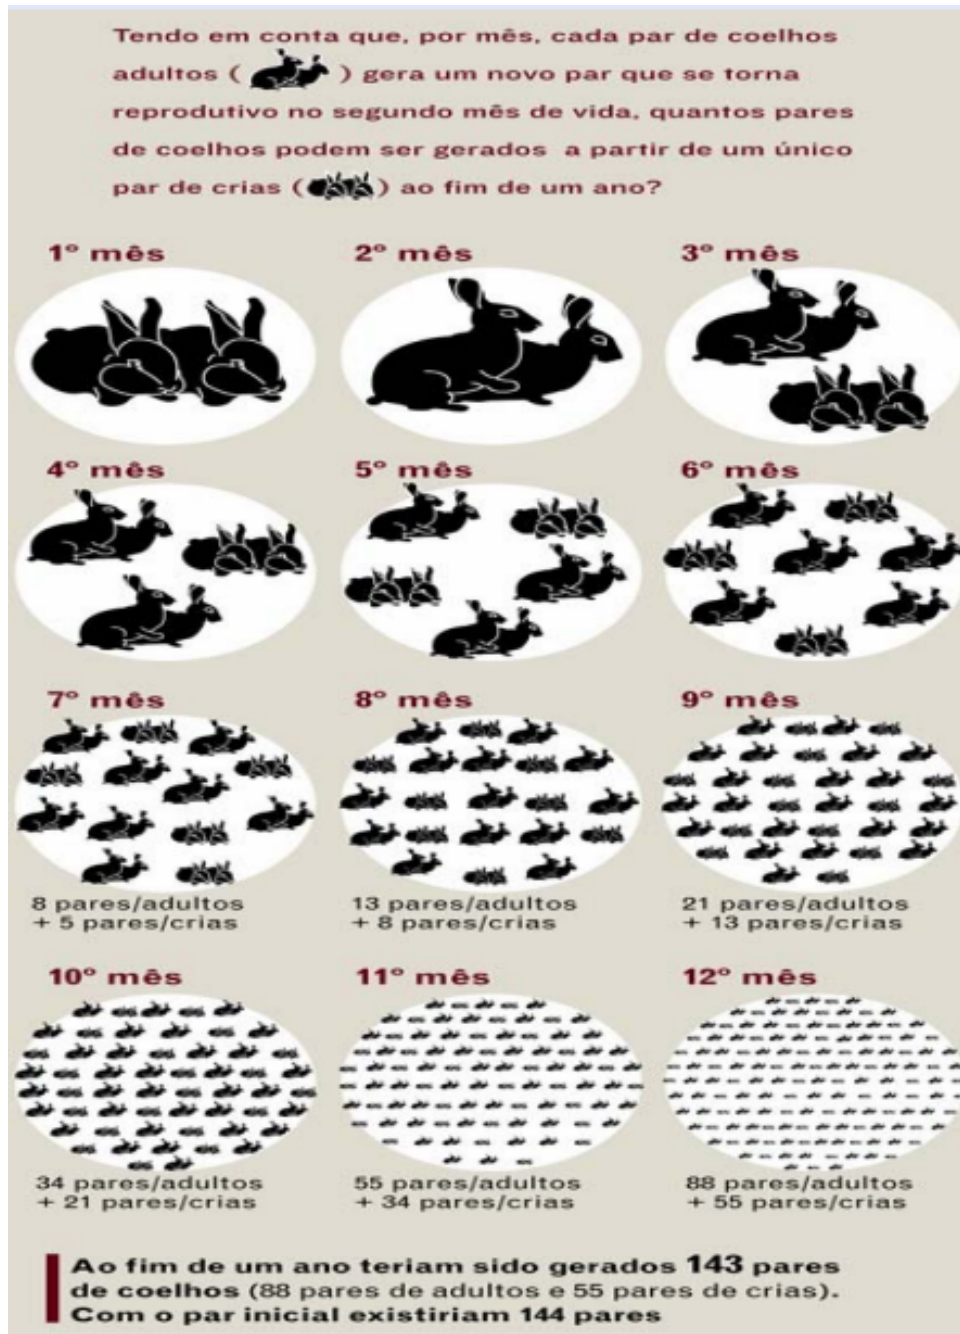 Tendo em conta que, por mês, cada par de coelhos
adultos ( ) gera um novo par que se torna
reprodutivo no segundo mês de vida, quantos pares
de coelhos podem ser gerados a partir de um único
par de crias ( ) ao fim de um ano?
1º mês 2º mês 3º mês
4º mês 5º mês 6º mês
7º mês 8º mês 9º mês
8 pares/adultos 13 pares/adultos 21 pares/adultos
+ 5 pares/crias + 8 pares/crias + 13 pares/crias
10º mês 11º mês 12º mês
34 pares/adultos 55 pares/adultos 88 pares/adultos
+ 21 pares/crias + 34 pares/crias + 55 pares/crias
Ao fim de um ano teriam sido gerados 143 pares
de coelhos (88 pares de adultos e 55 pares de crias).
Com o par inicial existiriam 144 pares